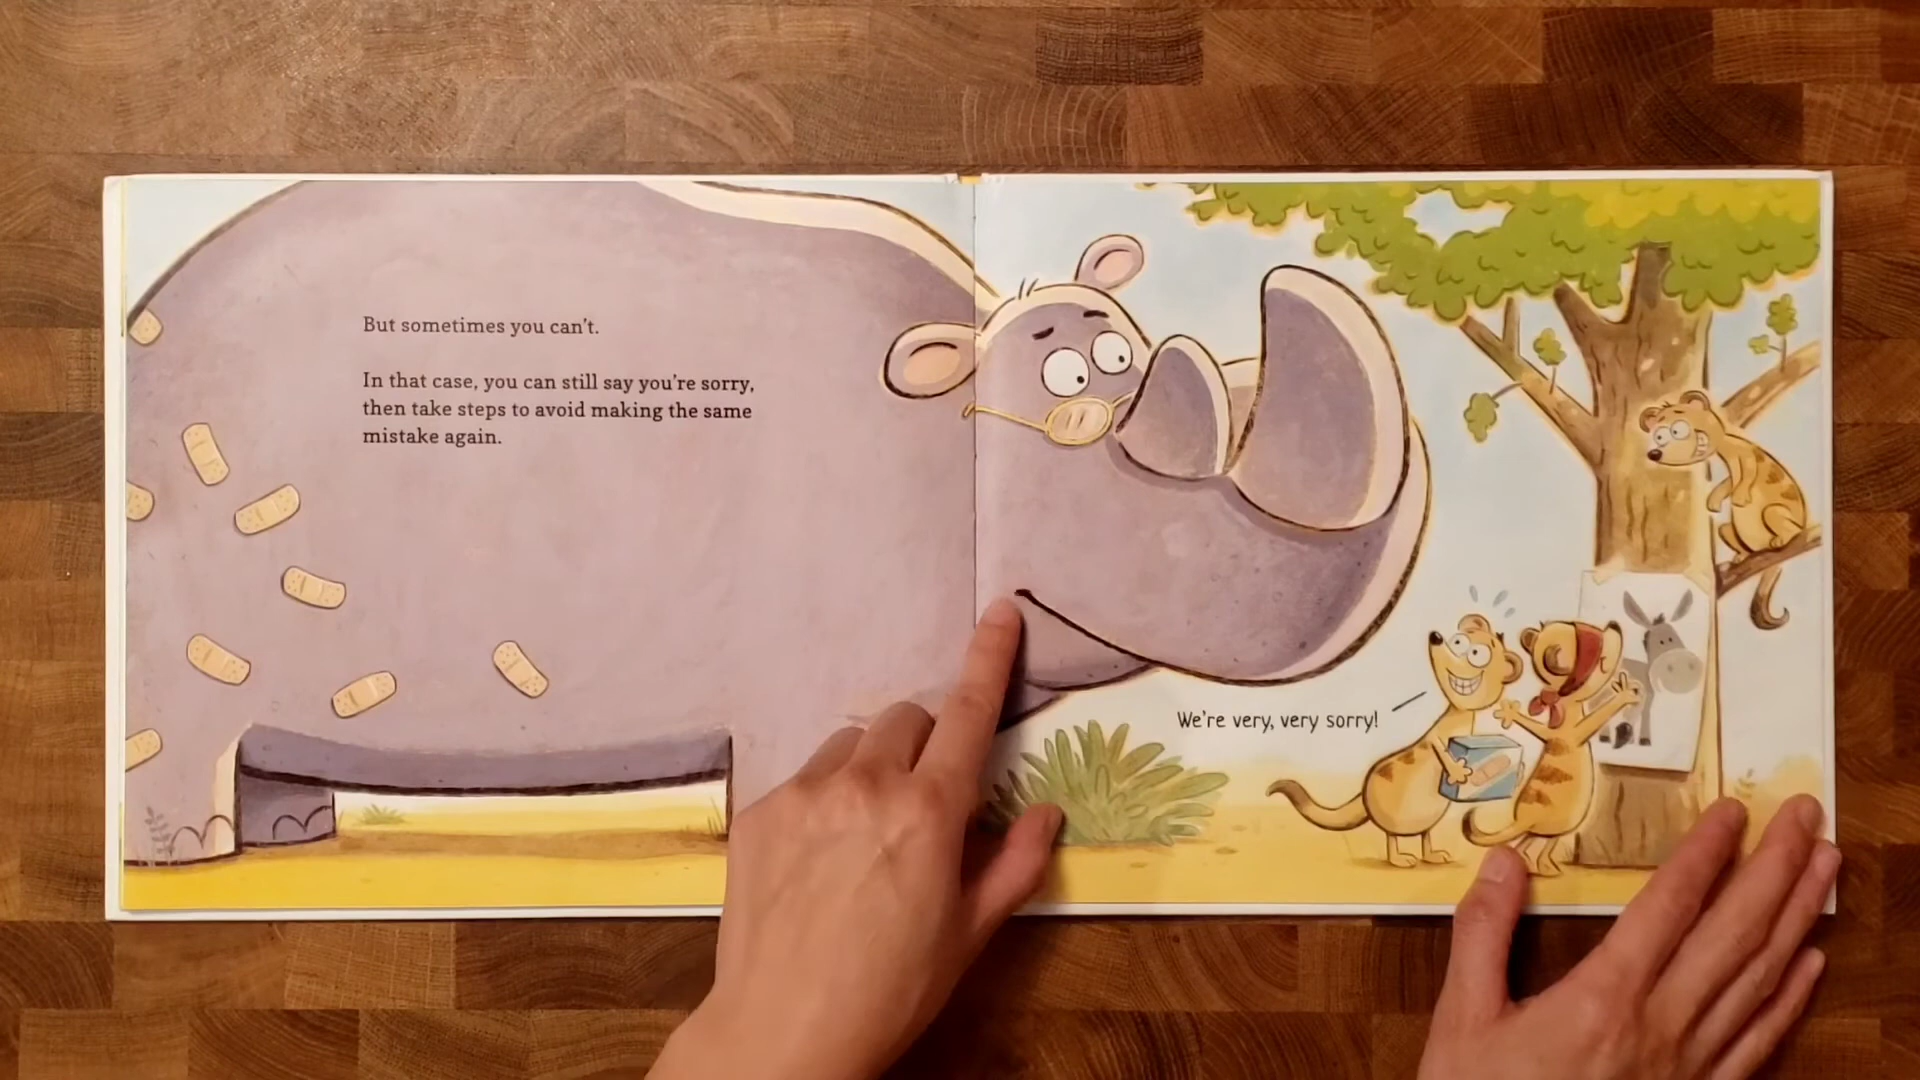 But sometimes you can't.
In that case, you can still say you're sorry,
then take steps to avoid making the same
mistake again.
We're very, very sorry!